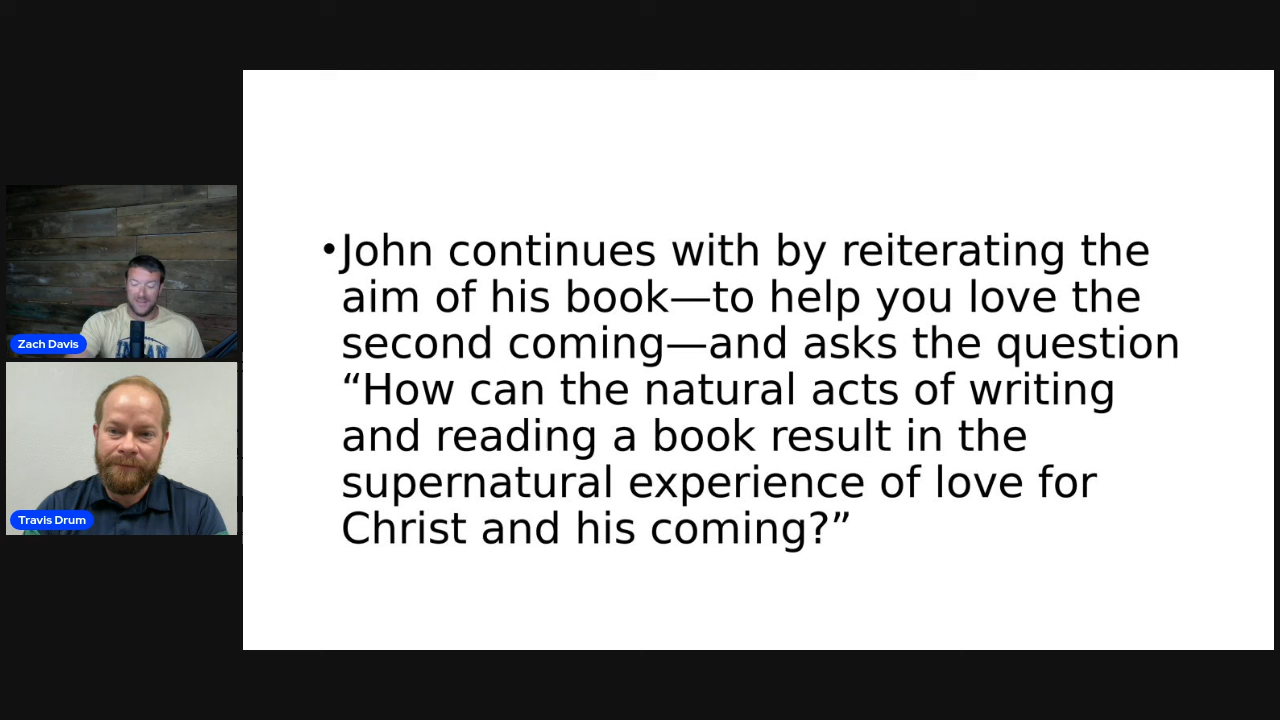 •John continues with by reiterating the
aim of his book—to help you love the
second coming—and asks the question
“How can the natural acts of writing
and reading a book result in the
supernatural experience of love for
Christ and his coming?”
Zach Davis
Travis Drum